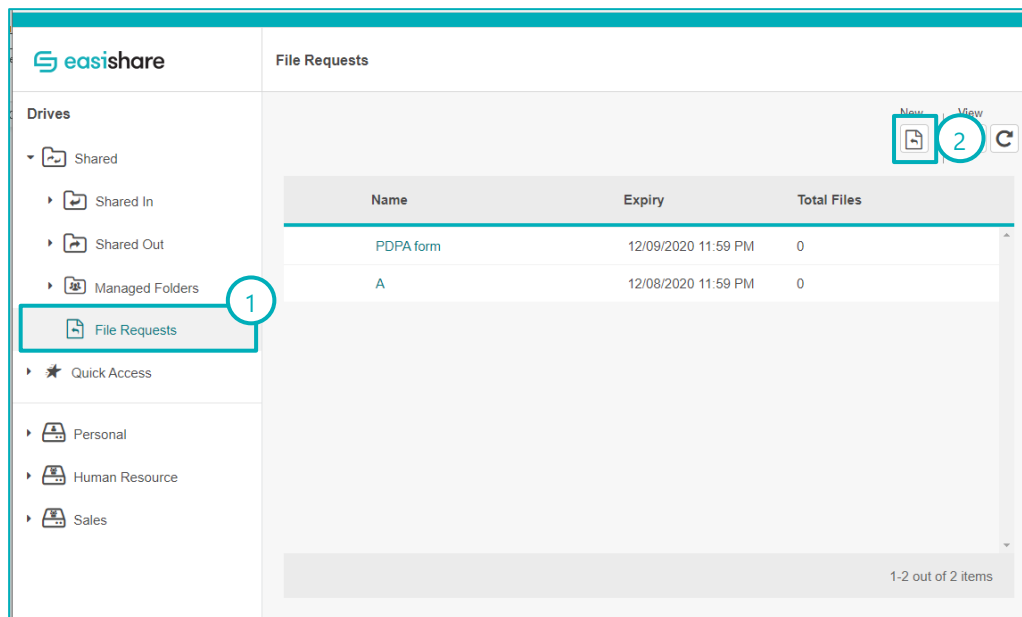 easishare
File Requests
Drives
New
View
Shared
1
2
Shared In
Shared Out
Managed Folders
File Requests
Quick Access
Personal
Human Resource
Sales
Name Expiry Total Files
PDPA form 12/09/2020 11:59 PM 0
A 12/08/2020 11:59 PM 0
1-2 out of 2 items